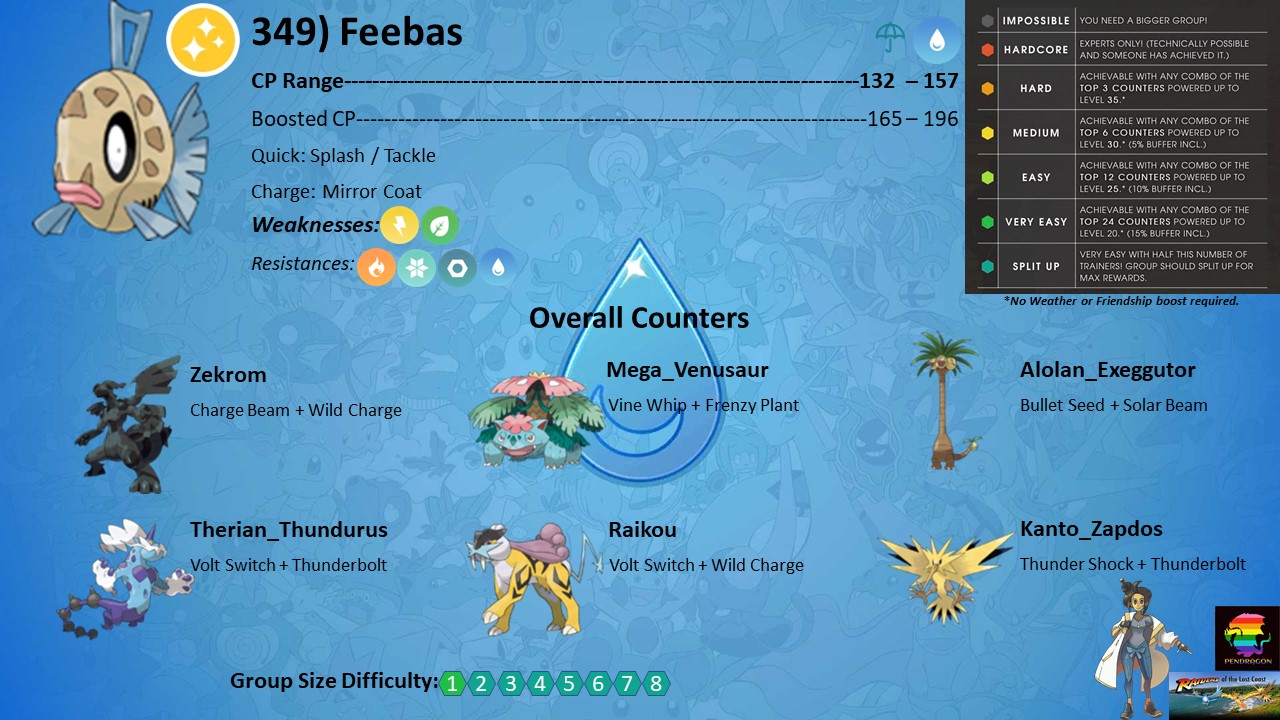 349) Feebas
CP Range-----------------------------------------------------------------132 – 157
Boosted CP-----------------------------------------------------------------165 – 196
Quick: Splash / Tackle
Charge: Mirror Coat
Weaknesses:
Resistances:
IMPOSSIBLE YOU NEED A BIGGER GROUP!
HARDCORE EXPERTS ONLY! (TECHNICALLY POSSIBLE
AND SOMEONE HAS ACHIEVED IT.)
HARD ACHIEVABLE WITH ANY COMBO OF THE
TOP 3 COUNTERS POWERED UP TO
LEVEL 35.*
MEDIUM ACHIEVABLE WITH ANY COMBO OF THE
TOP 6 COUNTERS POWERED UP TO
LEVEL 30.* (5% BUFFER INCL.)
EASY ACHIEVABLE WITH ANY COMBO OF THE
TOP 12 COUNTERS POWERED UP TO
LEVEL 25.* (10% BUFFER INCL.)
VERY EASY ACHIEVABLE WITH ANY COMBO OF THE
TOP 24 COUNTERS POWERED UP TO
LEVEL 20.* (15% BUFFER INCL.)
SPLIT UP VERY EASY WITH HALF THIS NUMBER OF
TRAINERS! GROUP SHOULD SPLIT UP FOR
MAX REWARDS.
*No Weather or Friendship boost required.
Overall Counters
Zekrom
Charge Beam + Wild Charge
Mega_Venusaur
Vine Whip + Frenzy Plant
Alolan_Exeggutor
Bullet Seed + Solar Beam
Therian_Thundurus
Volt Switch + Thunderbolt
Raikou
Volt Switch + Wild Charge
Kanto_Zapdos
Thunder Shock + Thunderbolt
Group Size Difficulty: 1 2 3 4 5 6 7 8
PENDRAGON
RAIDERS of the Lost Coast